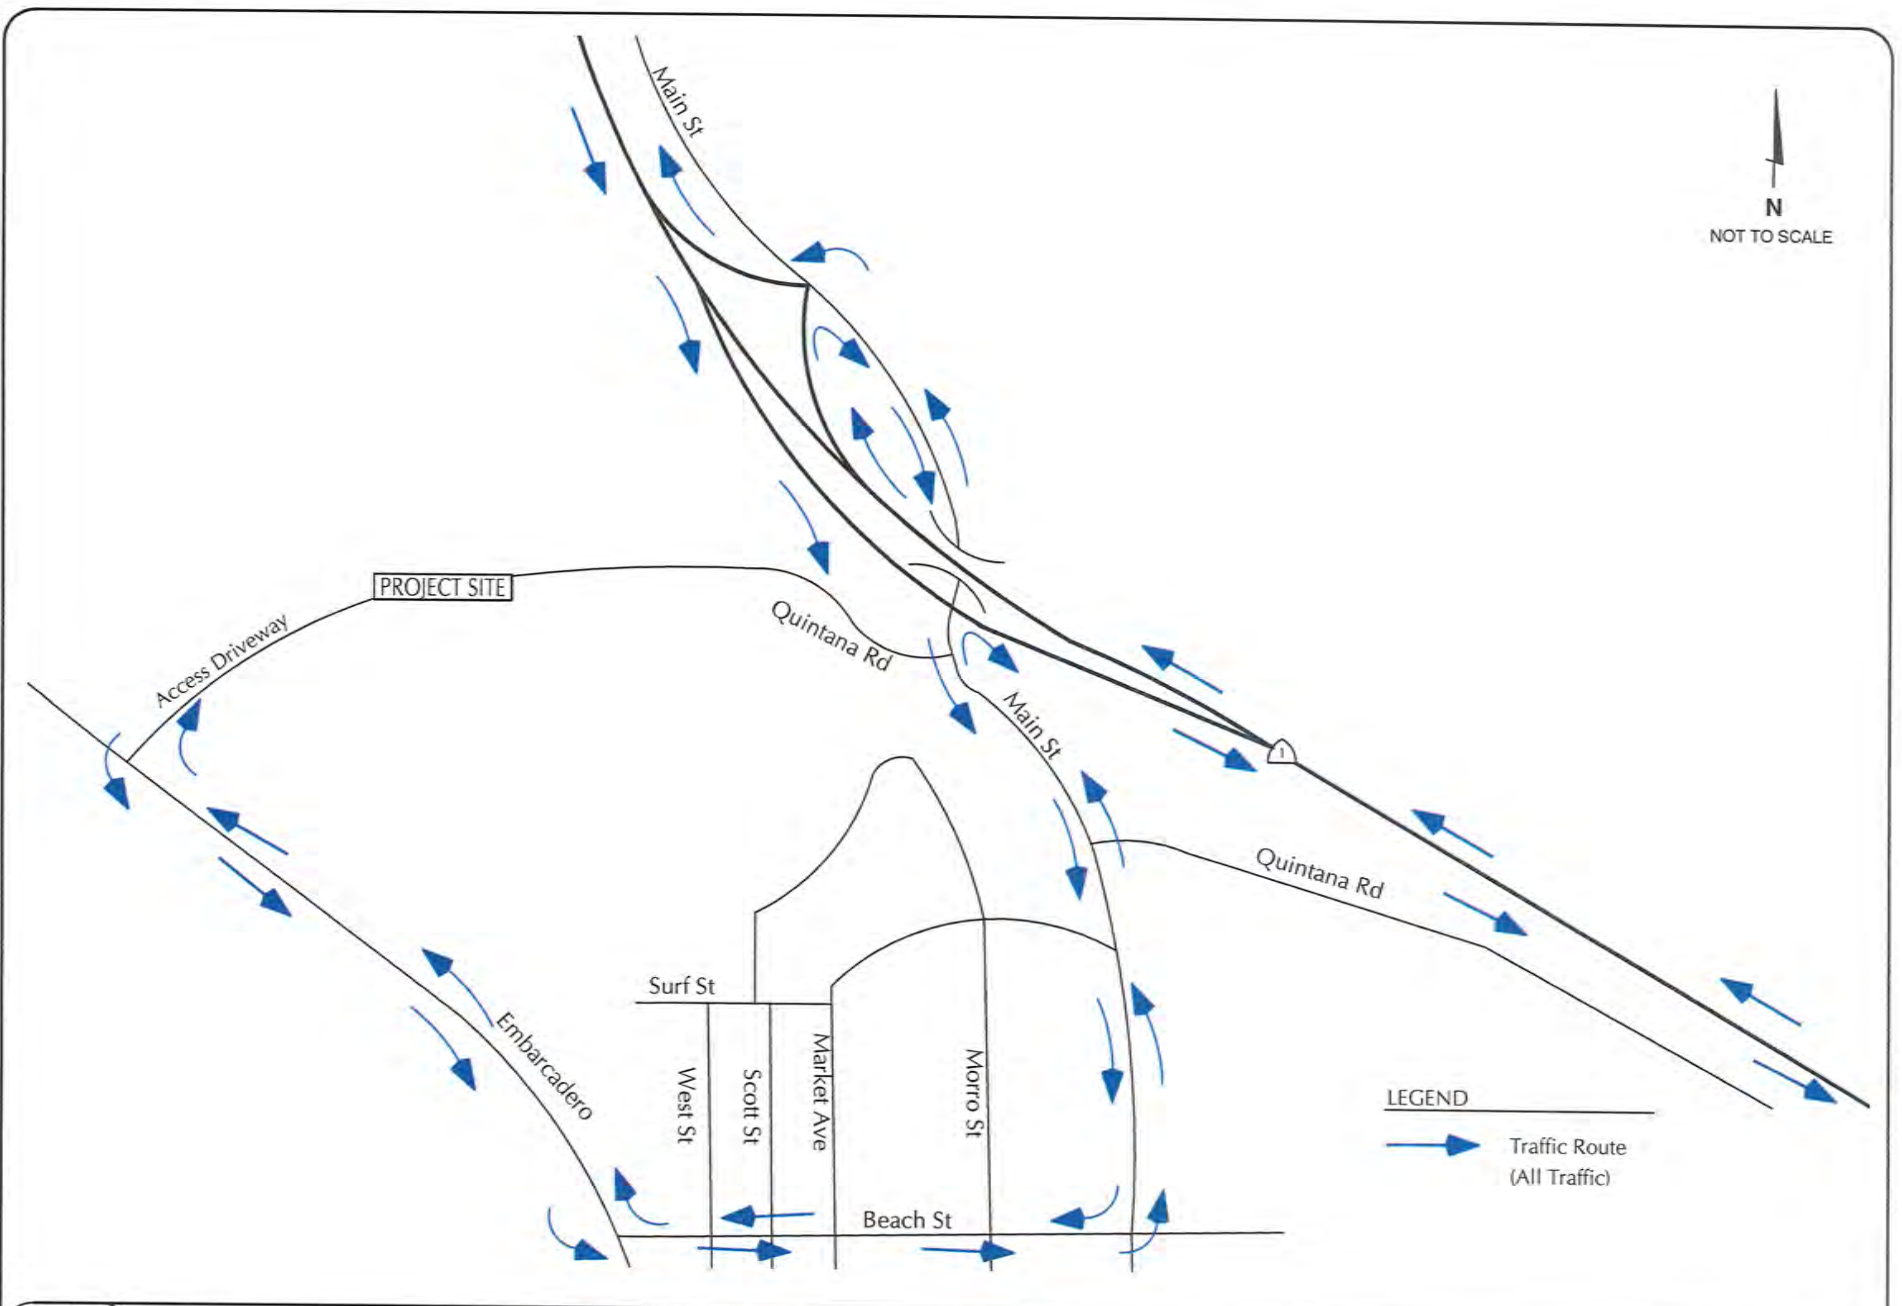 Main St
N
NOT TO SCALE
PROJECT SITE
Access Driveway
Quintana Rd
Main St
1
Quintana Rd
Surf St
Embarcadero
West St
Scott St
Market Ave
Morro St
Beach St
LEGEND
Traffic Route
(All Traffic)